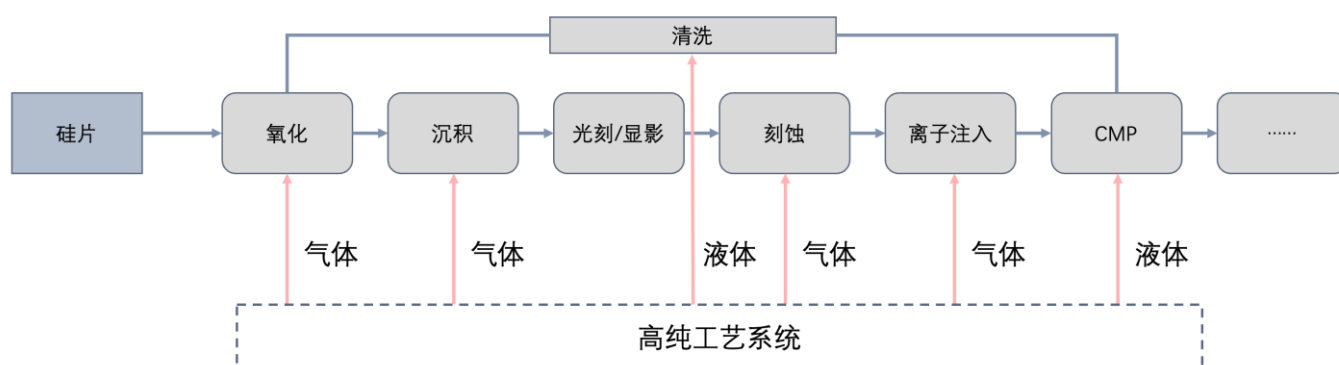 清洗
硅片
氧化
沉积
光刻/显影
刻蚀
离子注入
CMP
……
气体
气体
液体
气体
气体
液体
高纯工艺系统